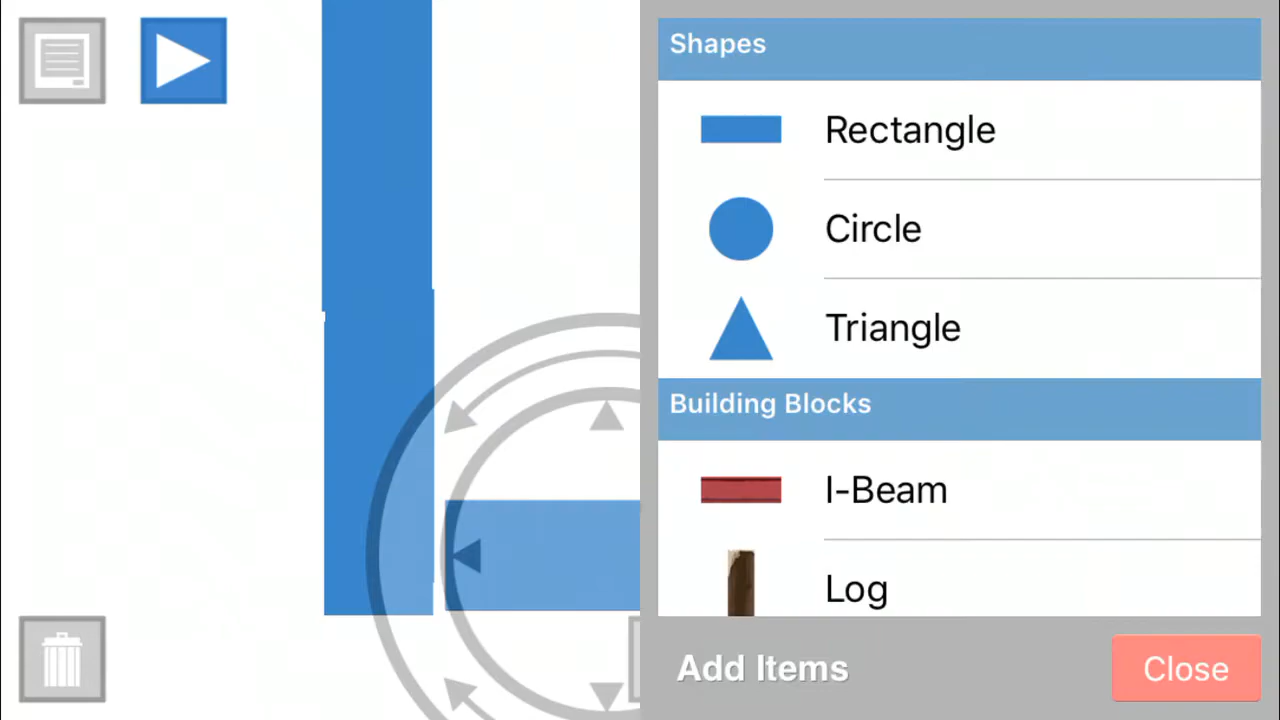 Shapes
Rectangle
Circle
Triangle
Building Blocks
I-Beam
Log
Add Items
Close